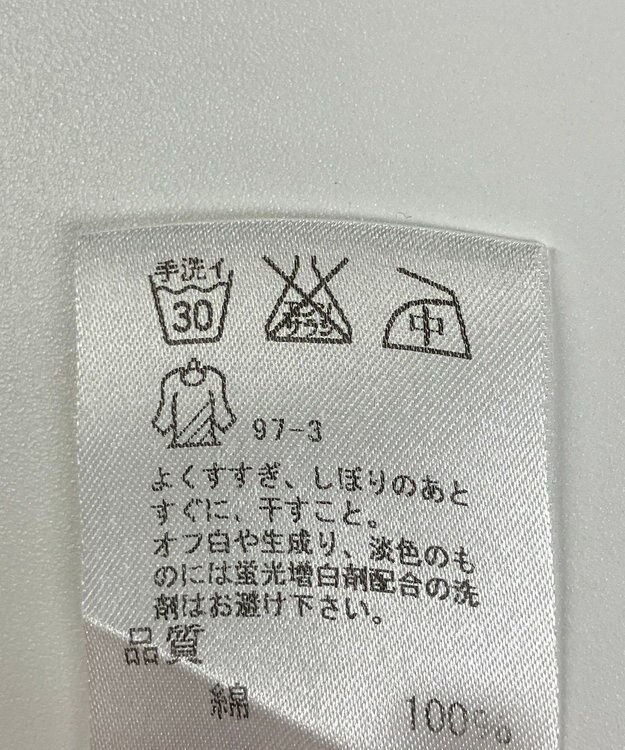 手洗イ
30
エンソ
サラシ
中
97-3
よくすすぎ、しぼりのあと
すぐに、干すこと。
オフ白や生成り、淡色のも
のには蛍光増白剤配合の洗
剤はお避け下さい。
品質
綿 100%